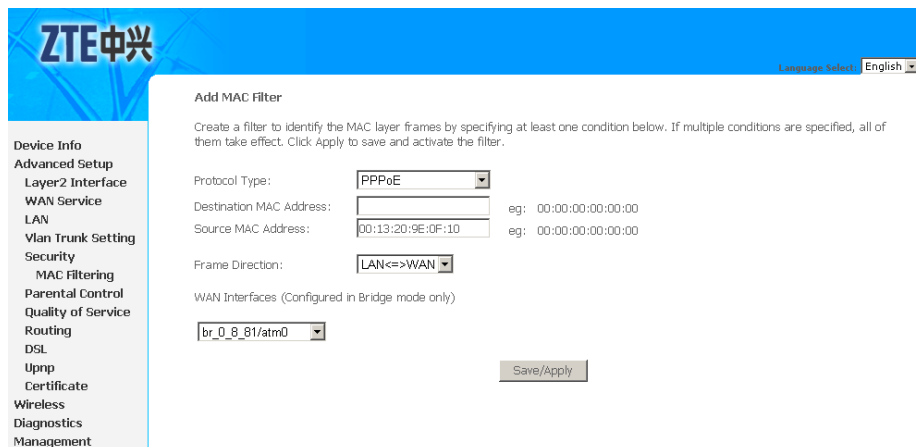 ZTE中兴
Language Select: English
Add MAC Filter
Create a filter to identify the MAC layer frames by specifying at least one condition below. If multiple conditions are specified, all of
them take effect. Click Apply to save and activate the filter.
Protocol Type: PPPoE
Destination MAC Address: eg: 00:00:00:00:00:00
Source MAC Address: 00:13:20:9E:0F:10 eg: 00:00:00:00:00:00
Frame Direction: LAN<=>WAN
WAN Interfaces (Configured in Bridge mode only)
br_0_8_81/atm0
Save/Apply
Device Info
Advanced Setup
Layer2 Interface
WAN Service
LAN
Vlan Trunk Setting
Security
MAC Filtering
Parental Control
Quality of Service
Routing
DSL
Upnp
Certificate
Wireless
Diagnostics
Management